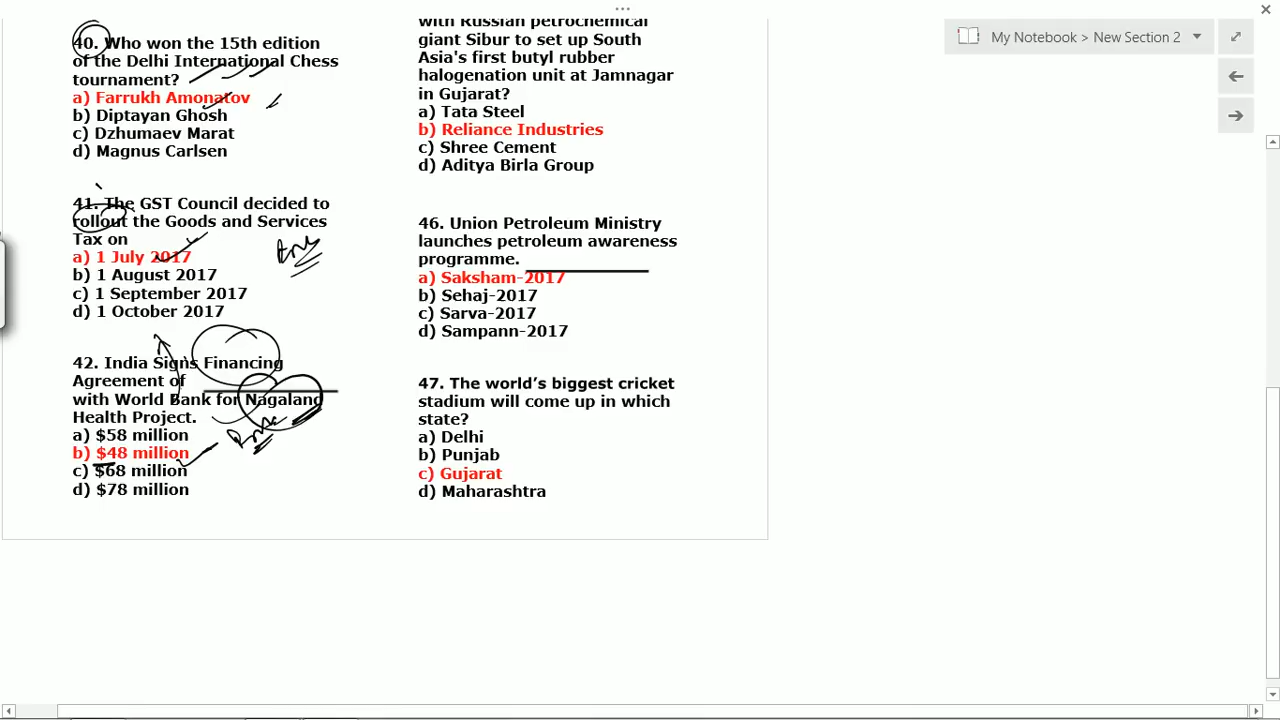 40. Who won the 15th edition
of the Delhi International Chess
tournament?
a) Farrukh Amonatov
b) Diptayan Ghosh
c) Dzhumaev Marat
d) Magnus Carlsen
41. The GST Council decided to
rollout the Goods and Services
Tax on
a) 1 July 2017
b) 1 August 2017
c) 1 September 2017
d) 1 October 2017
42. India Signs Financing
Agreement of
with World Bank for Nagaland
Health Project.
a) $58 million
b) $48 million
c) $68 million
d) $78 million
with Russian petrochemical
giant Sibur to set up South
Asia's first butyl rubber
halogenation unit at Jamnagar
in Gujarat?
a) Tata Steel
b) Reliance Industries
c) Shree Cement
d) Aditya Birla Group
46. Union Petroleum Ministry
launches petroleum awareness
programme.
a) Saksham-2017
b) Sehaj-2017
c) Sarva-2017
d) Sampann-2017
47. The world’s biggest cricket
stadium will come up in which
state?
a) Delhi
b) Punjab
c) Gujarat
d) Maharashtra
My Notebook > New Section 2